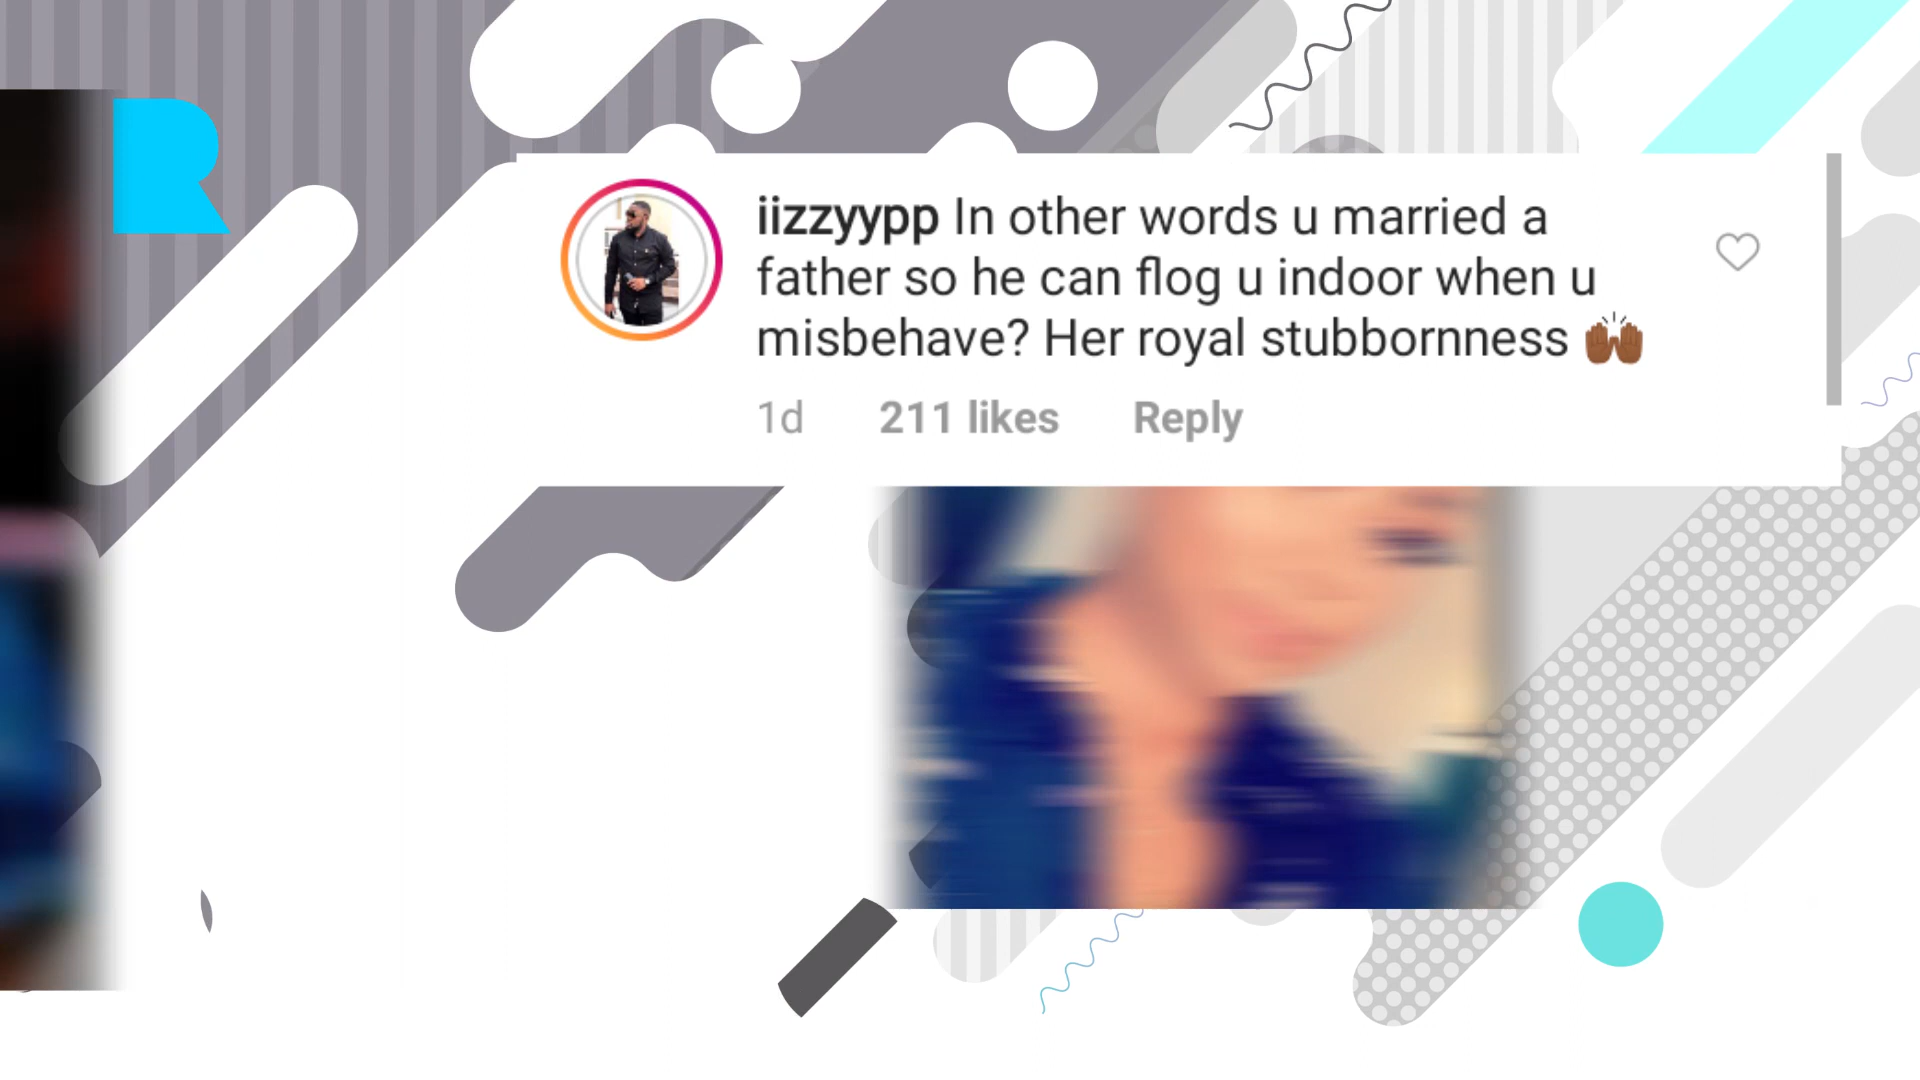 R
iizzyypp In other words u married a
father so he can flog u indoor when u
misbehave? Her royal stubbornness 🙌🏾
1d 211 likes Reply